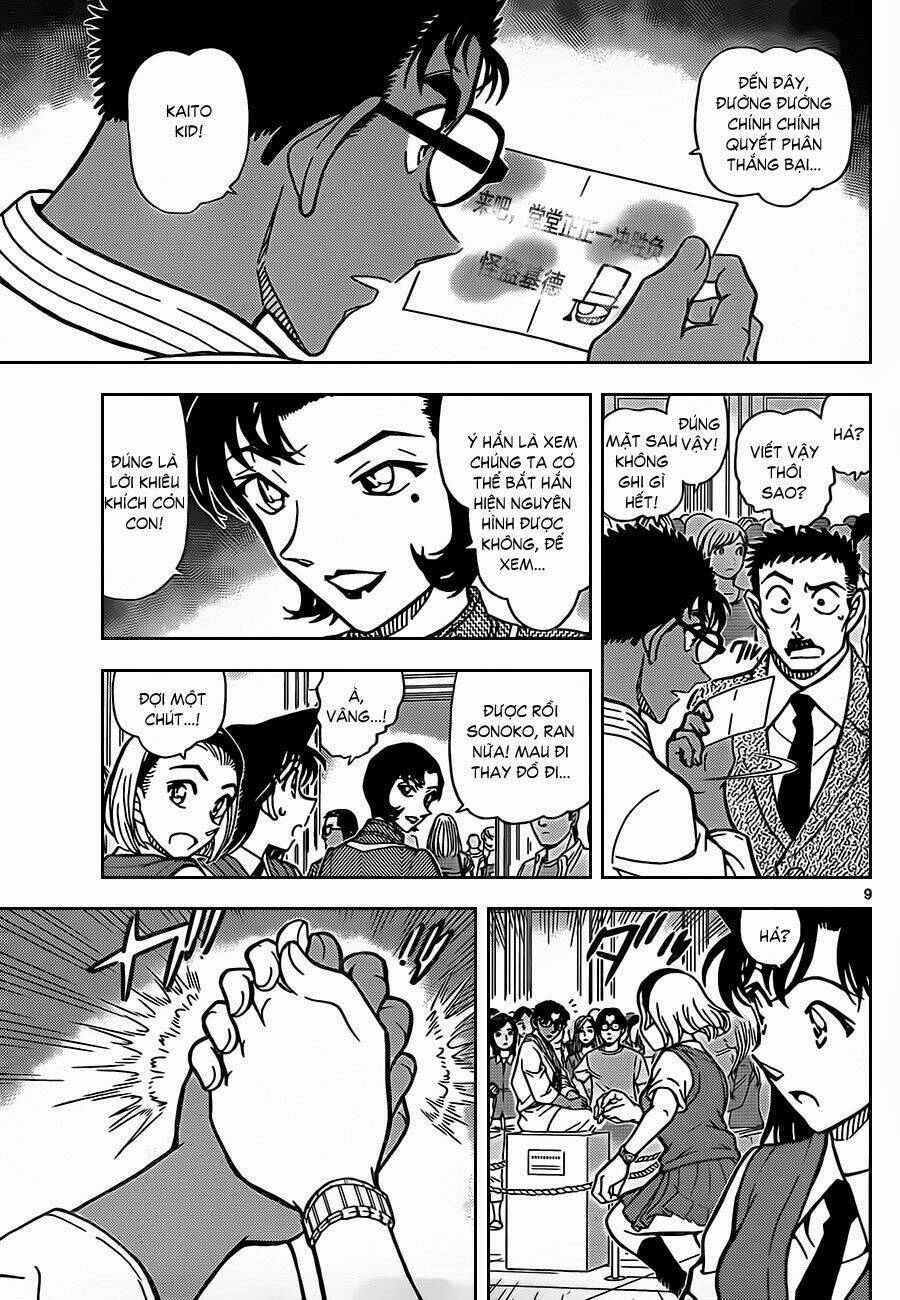 ĐẾN ĐÂY,
ĐƯỜNG ĐƯỜNG
CHÍNH CHÍNH
QUYẾT PHÂN
THẮNG BẠI...
KAITO
KID!
来吧，堂堂正正一决胜负
怪盗基德
HẢ?
VIẾT VẬY
THÔI
SAO?
ĐÚNG
VẬY!
MẶT SAU
KHÔNG
GHI GÌ
HẾT!
Ý HẮN LÀ XEM
CHÚNG TA CÓ
THỂ BẮT HẮN
HIỆN NGUYÊN
HÌNH ĐƯỢC
KHÔNG, ĐỂ
XEM...
ĐÚNG LÀ
LỜI KHIÊU
KHÍCH CỎN
CON!
ĐƯỢC RỒI
SONOKO, RAN
NỮA! MAU ĐI
THAY ĐỒ ĐI...
À,
VÂNG...!
ĐỢI MỘT
CHÚT...!
9
HẢ?